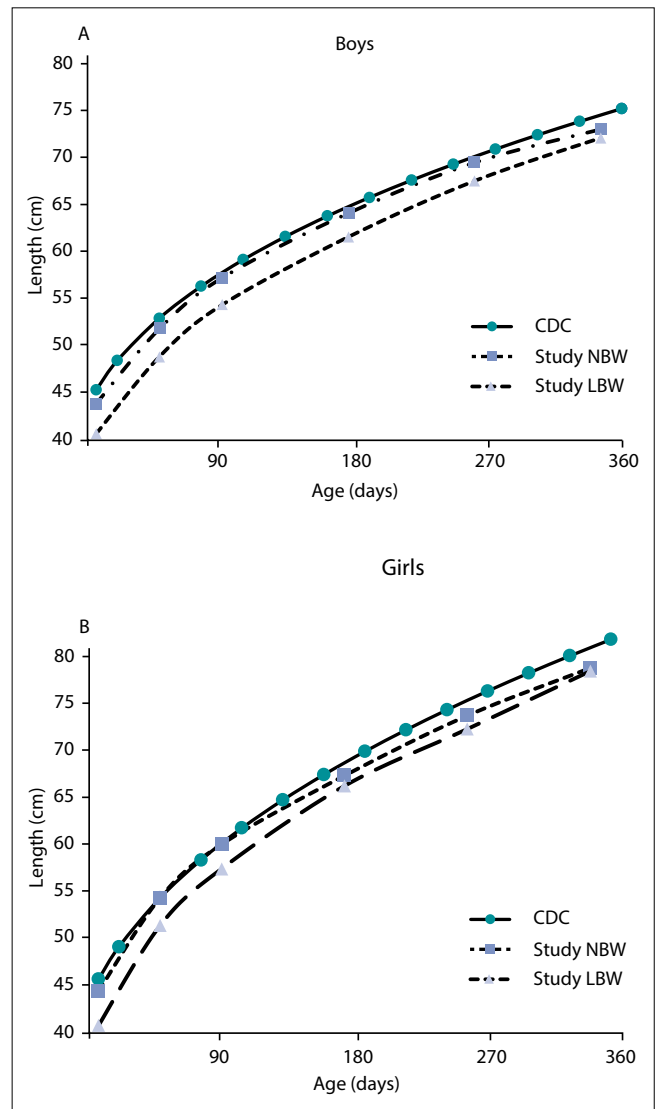 A
Boys
80
75
70
65
60
55
50
45
40
Length (cm)
CDC
Study NBW
Study LBW
90 180 270 360
Age (days)
Girls
B
80
75
70
65
60
55
50
45
40
Length (cm)
CDC
Study NBW
Study LBW
90 180 270 360
Age (days)